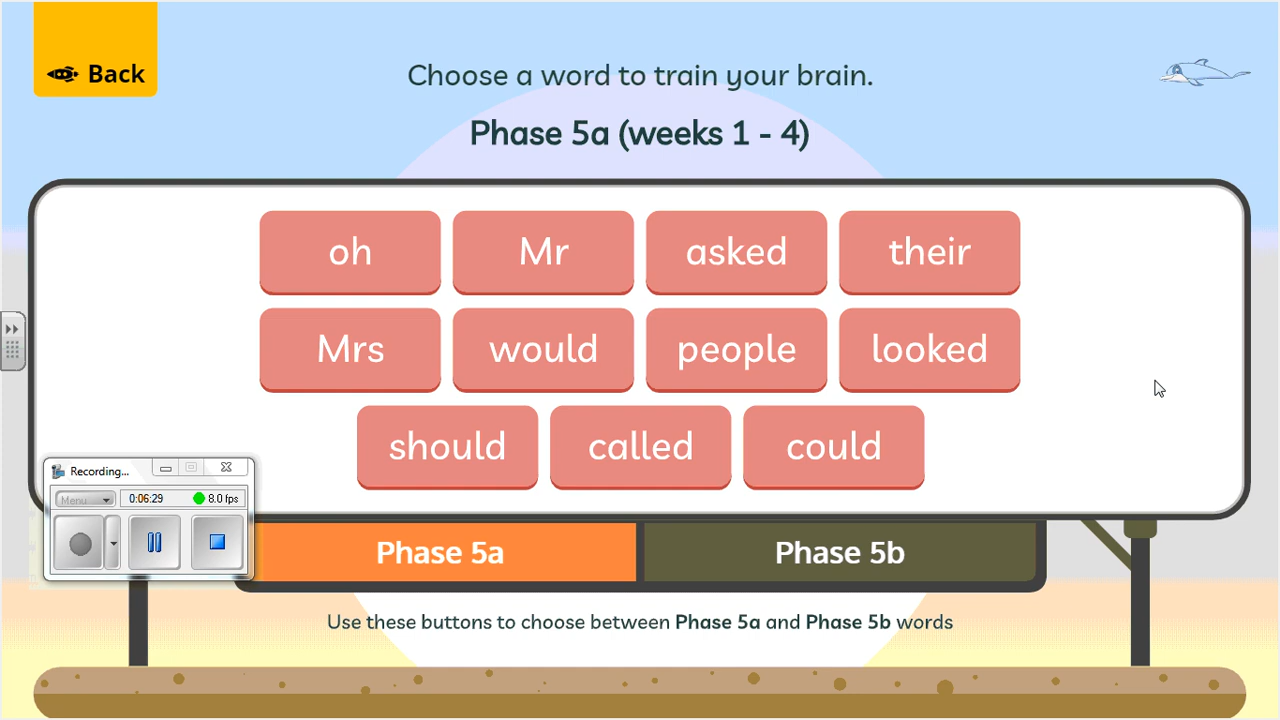 Back
Choose a word to train your brain.
Phase 5a (weeks 1 - 4)
oh Mr asked their
Mrs would people looked
should called could
Recording...
Menu 0:06:29 8.0 fps
Phase 5a Phase 5b
Use these buttons to choose between Phase 5a and Phase 5b words